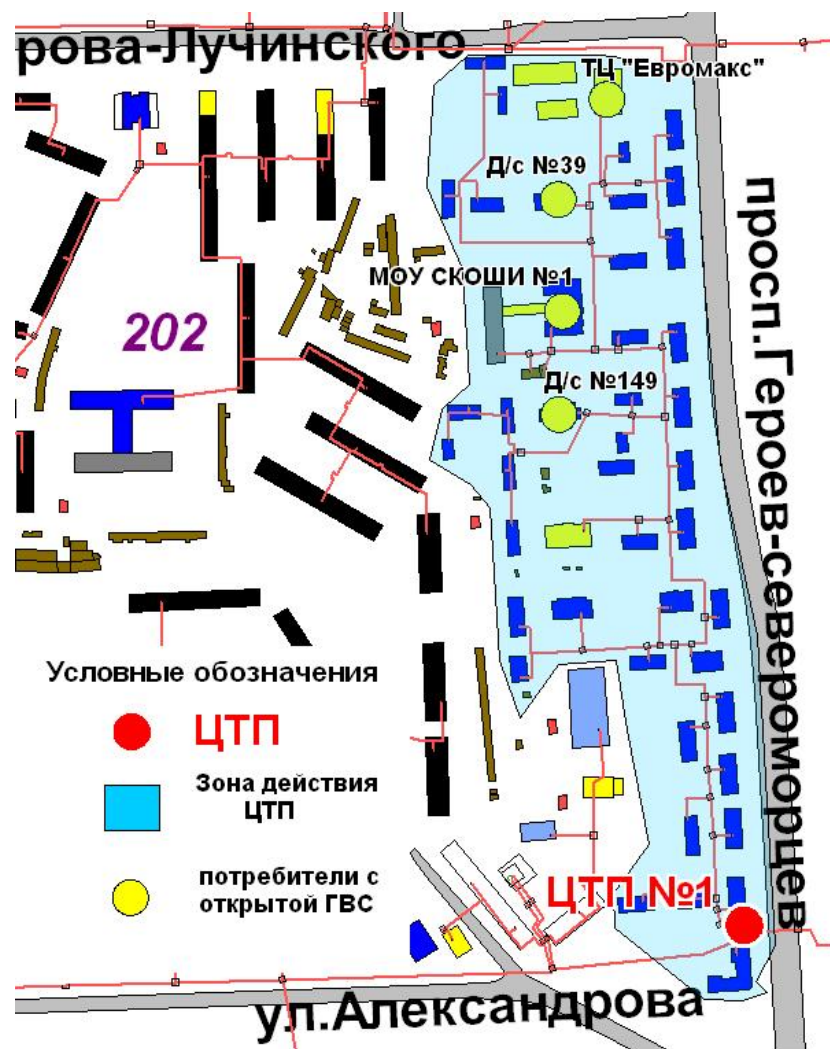 рова-Лучинского
ТЦ "Евромакс"
Д/с №39
просп.Героев-североморцев
МОУ СКОШИ №1
202
Д/с №149
Условные обозначения
ЦТП
Зона действия
ЦТП
потребители с
открытой ГВС
ЦТП №1
ул.Александрова